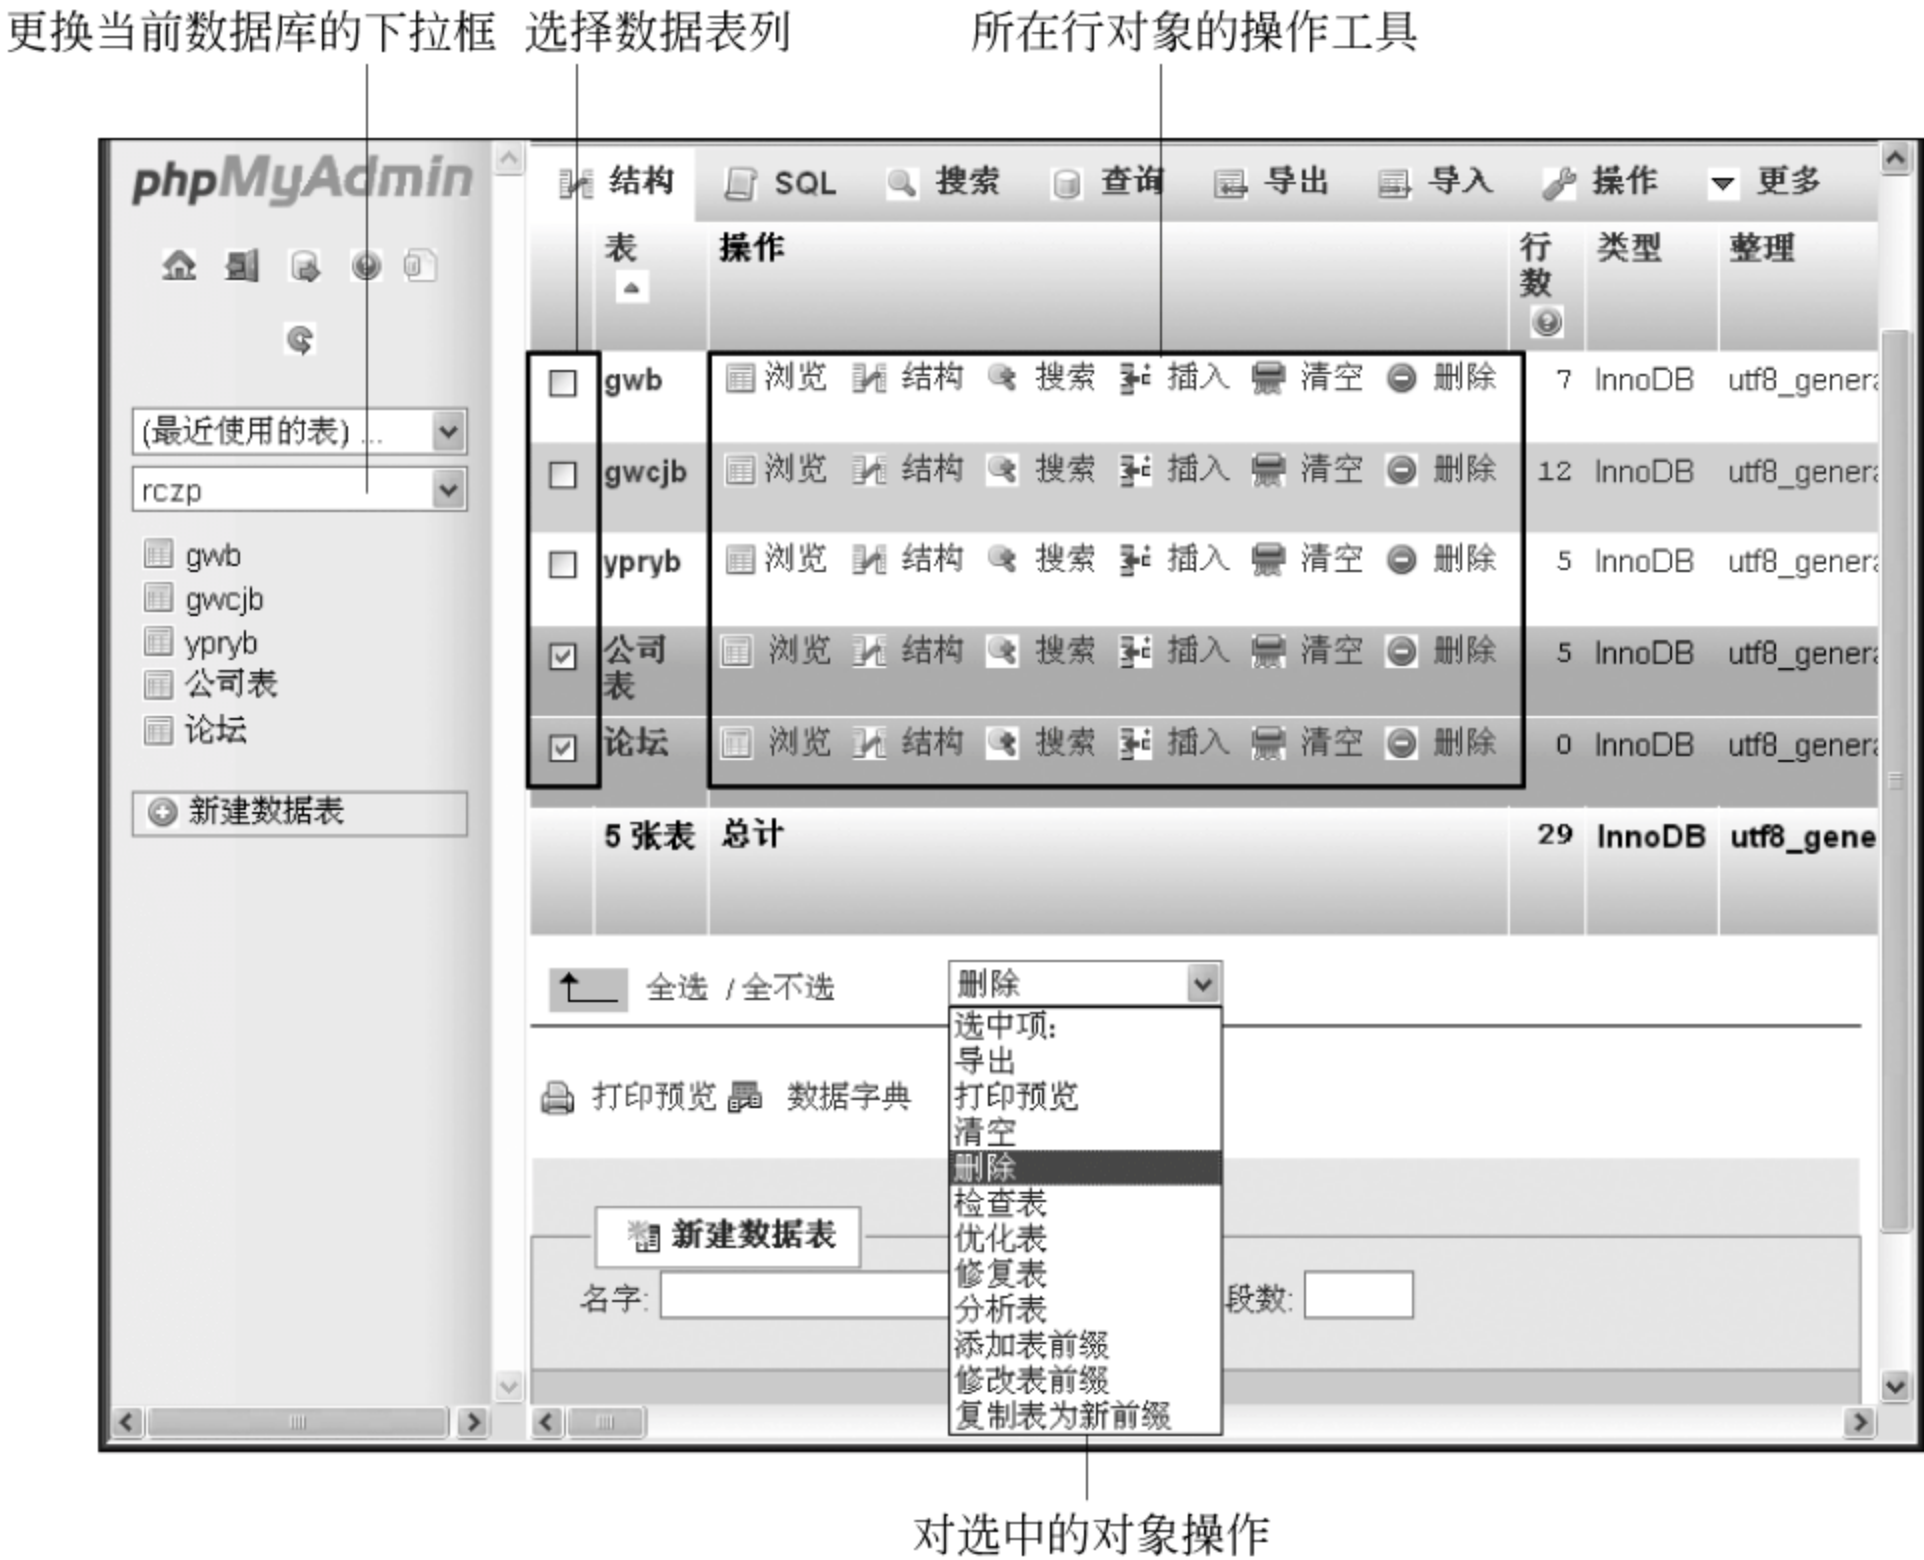 更换当前数据库的下拉框 选择数据表列 所在行对象的操作工具
phpMyAdmin
(最近使用的表) ...
rczp
gwb
gwcjb
ypryb
公司表
论坛
新建数据表
结构 SQL 搜索 查询 导出 导入 操作 更多
表 操作 行数 类型 整理
gwb 浏览 结构 搜索 插入 清空 删除 7 InnoDB utf8_genera
gwcjb 浏览 结构 搜索 插入 清空 删除 12 InnoDB utf8_genera
ypryb 浏览 结构 搜索 插入 清空 删除 5 InnoDB utf8_genera
公司表 浏览 结构 搜索 插入 清空 删除 5 InnoDB utf8_genera
论坛 浏览 结构 搜索 插入 清空 删除 0 InnoDB utf8_genera
5 张表 总计 29 InnoDB utf8_gene
全选 / 全不选 删除
选中项:
导出
打印预览
清空
删除
检查表
优化表
修复表
分析表
添加表前缀
修改表前缀
复制表为新前缀
打印预览 数据字典
新建数据表
名字: 段数:
对选中的对象操作